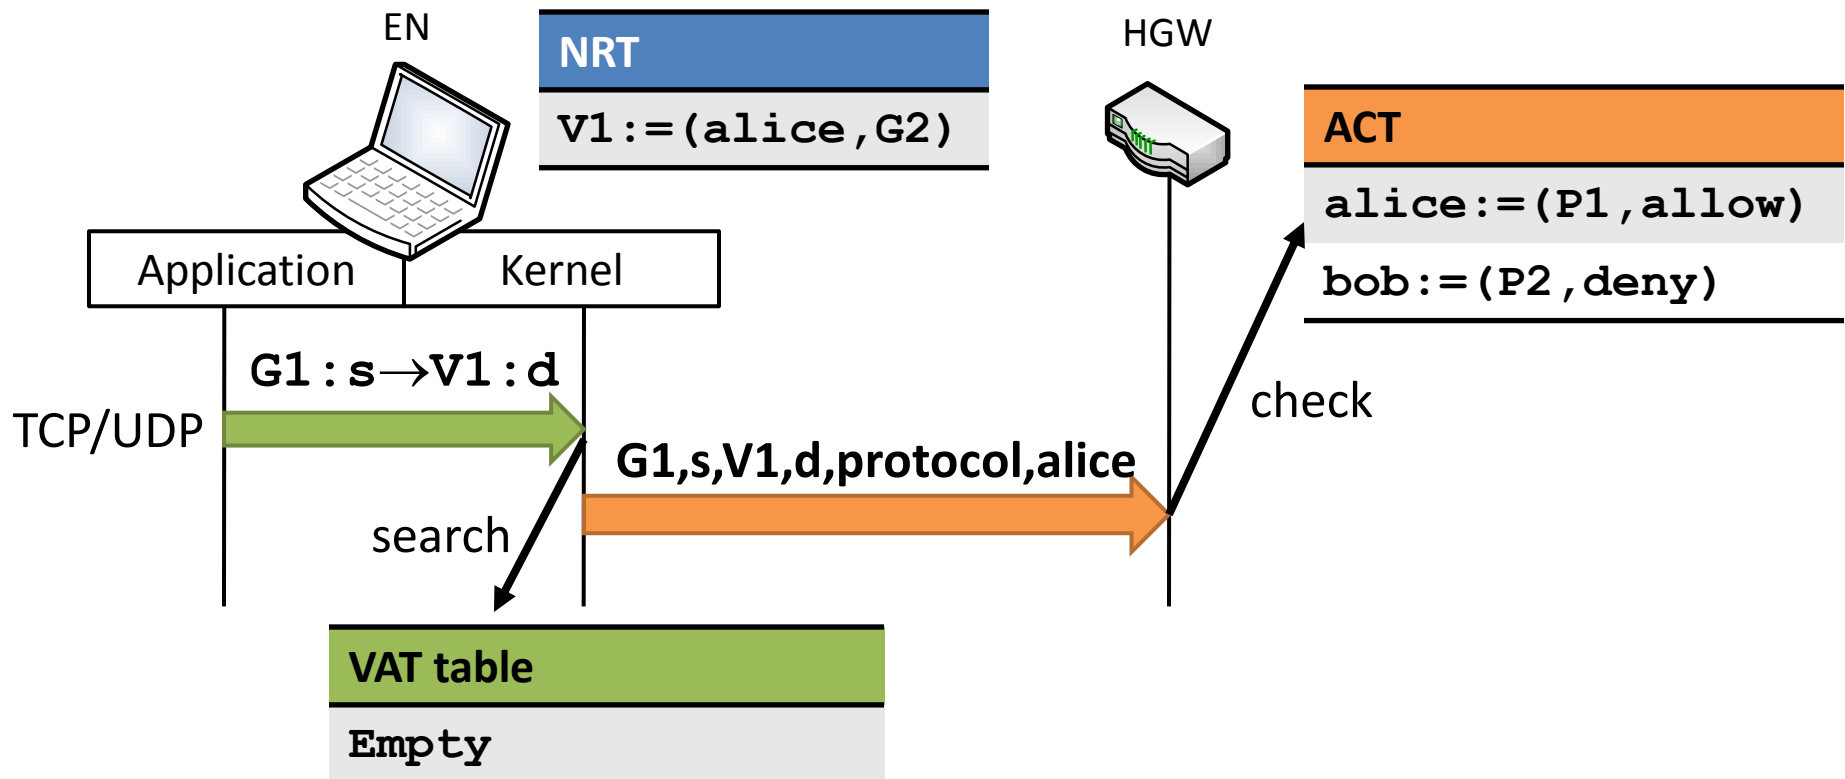 EN
NRT
V1:=(alice,G2)
HGW
ACT
alice:=(P1,allow)
bob:=(P2,deny)
Application
Kernel
G1:s→V1:d
TCP/UDP
check
G1,s,V1,d,protocol,alice
search
VAT table
Empty